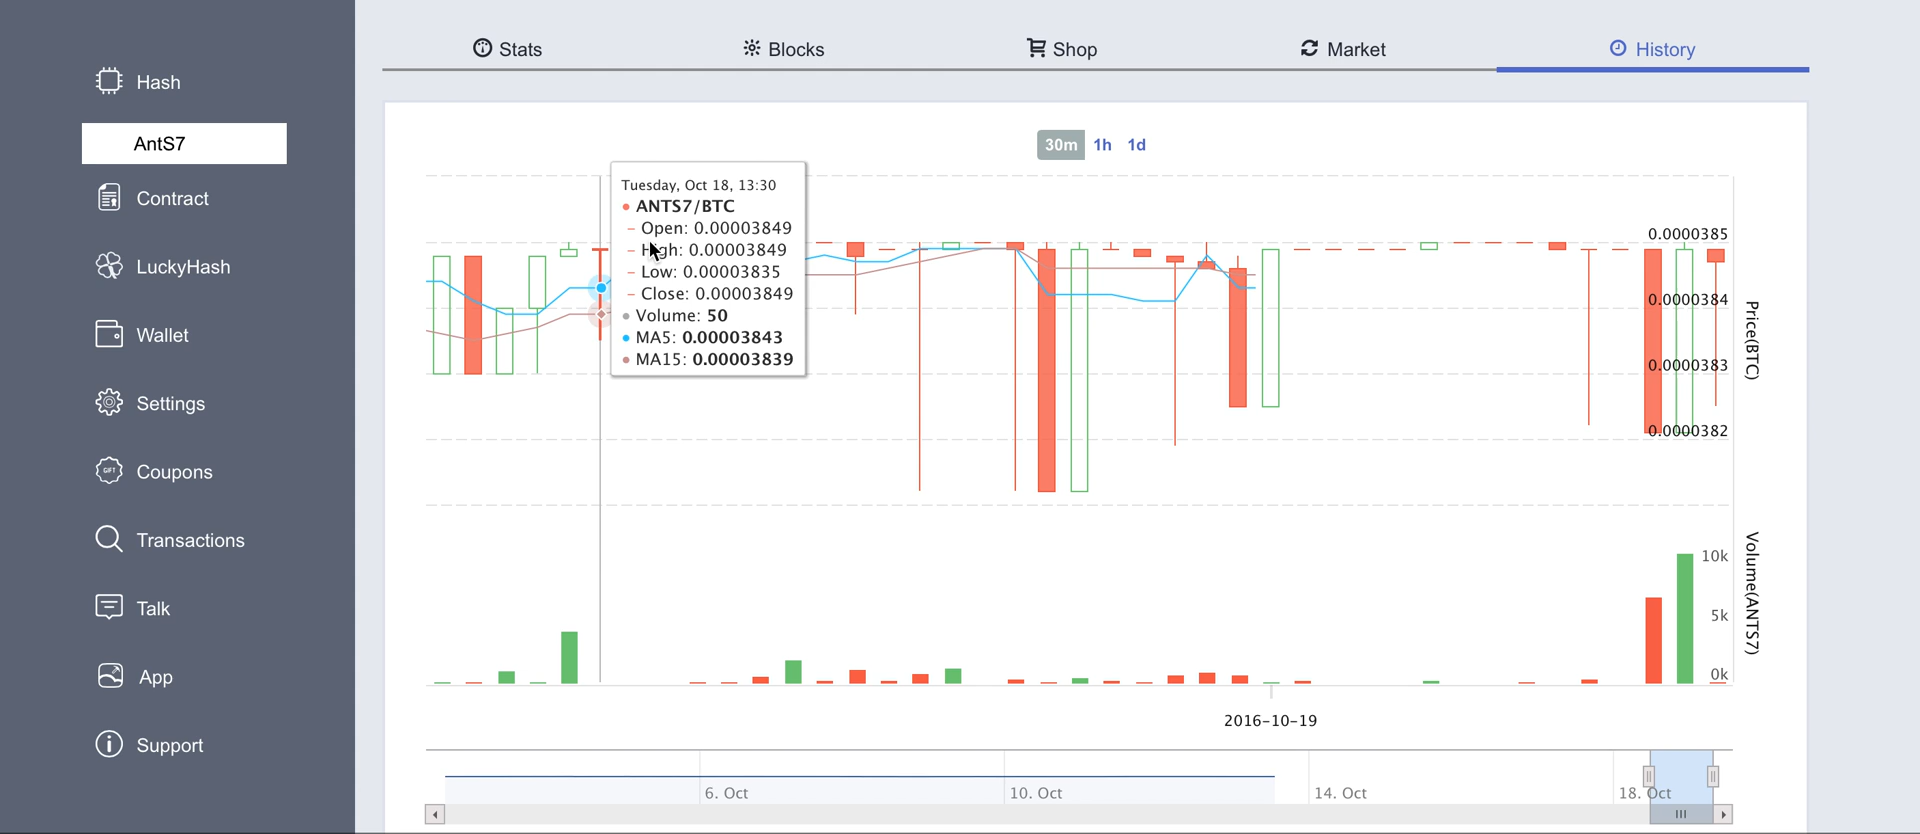 Stats
Blocks
Shop
Market
History
Hash
AntS7
Contract
LuckyHash
Wallet
Settings
GIFT
Coupons
Transactions
Talk
App
Support
30m 1h 1d
Tuesday, Oct 18, 13:30
ANTS7/BTC
– Open: 0.00003849
– High: 0.00003849
– Low: 0.00003835
– Close: 0.00003849
Volume: 50
MA5: 0.00003843
MA15: 0.00003839
0.0000385
0.0000384
0.0000383
0.0000382
Price(BTC)
10k
5k
0k
Volume(ANTS7)
2016-10-19
6. Oct
10. Oct
14. Oct
18. Oct